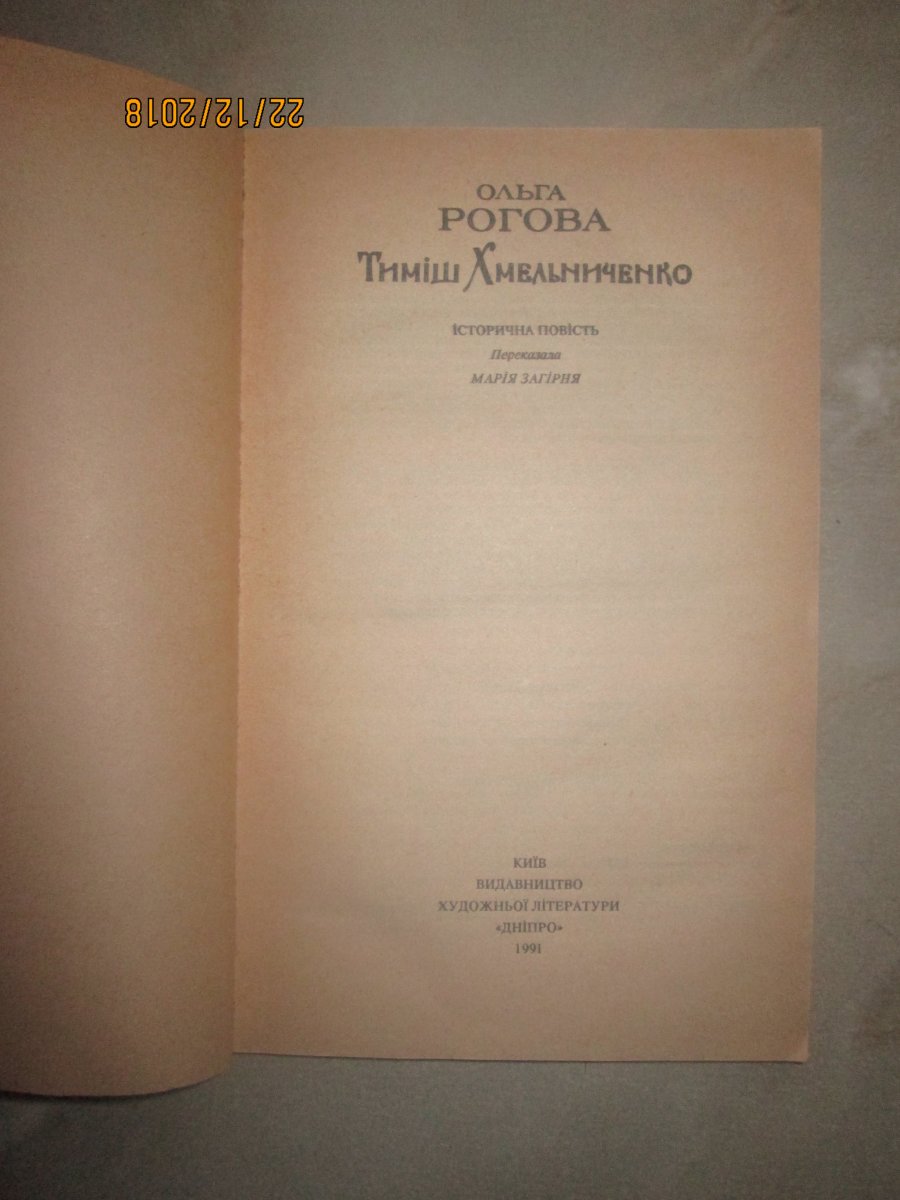 22/12/2018
ОЛЬГА
РОГОВА
Тиміш Хмельниченко
ІСТОРИЧНА ПОВІСТЬ
Переказала
МАРІЯ ЗАГІРНЯ
КИЇВ
ВИДАВНИЦТВО
ХУДОЖНЬОЇ ЛІТЕРАТУРИ
«ДНІПРО»
1991